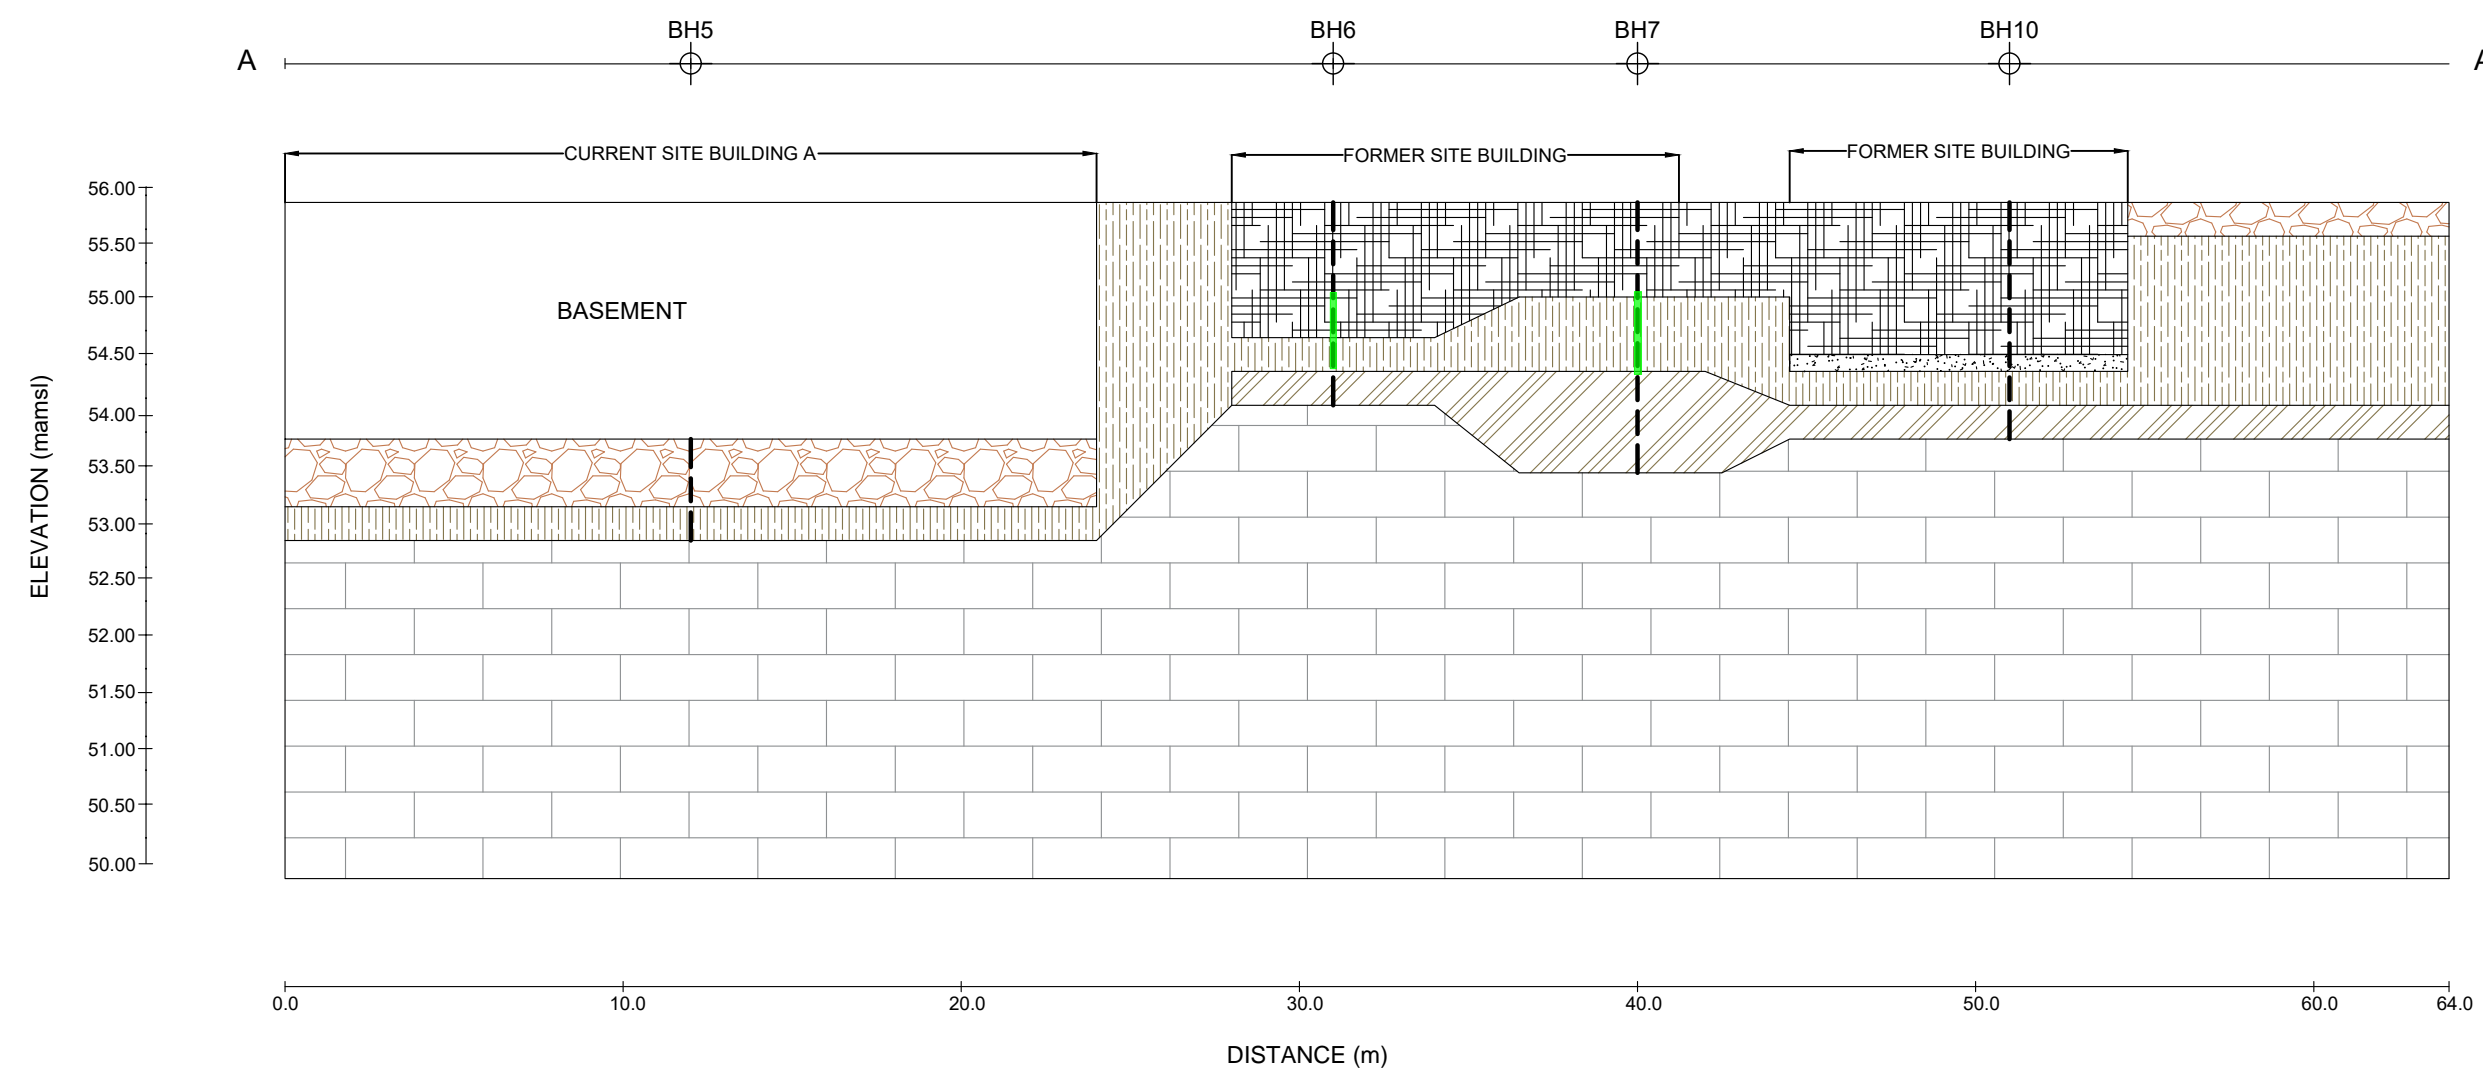 BH5 BH6 BH7 BH10
A A
CURRENT SITE BUILDING A FORMER SITE BUILDING FORMER SITE BUILDING
56.00
55.50
55.00
BASEMENT
54.50
54.00
53.50
53.00
52.50
52.00
51.50
51.00
50.50
50.00
ELEVATION (mamsl)
0.0 10.0 20.0 30.0 40.0 50.0 60.0 64.0
DISTANCE (m)